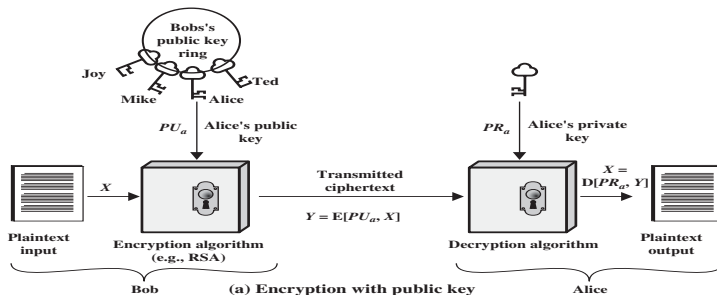 Bobs's
public key
ring
Joy
Ted
Mike
Alice
PUa
Alice's public
key
PRa
Alice's private
key
X
Transmitted
ciphertext
X =
D[PRa, Y]
Y = E[PUa, X]
Plaintext
input
Encryption algorithm
(e.g., RSA)
Decryption algorithm
Plaintext
output
Bob
(a) Encryption with public key
Alice